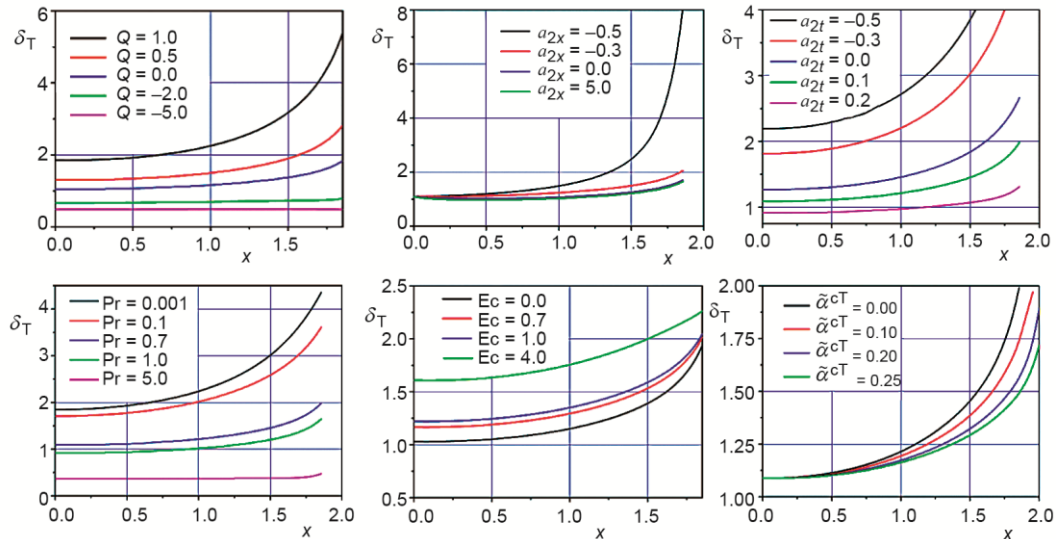 δT
Q = 1.0
Q = 0.5
Q = 0.0
Q = –2.0
Q = –5.0
6
4
2
0
0.0
0.5
1.0
1.5
x
δT
a2x = –0.5
a2x = –0.3
a2x = 0.0
a2x = 5.0
8
6
4
2
0
0.0
0.5
1.0
1.5
2.0
x
δT
a2t = –0.5
a2t = –0.3
a2t = 0.0
a2t = 0.1
a2t = 0.2
4
3
2
1
0.0
0.5
1.0
1.5
2.0
x
δT
Pr = 0.001
Pr = 0.1
Pr = 0.7
Pr = 1.0
Pr = 5.0
4
3
2
1
0
0.0
0.5
1.0
1.5
2.0
x
δT
Ec = 0.0
Ec = 0.7
Ec = 1.0
Ec = 4.0
2.5
2.0
1.5
1.0
0.5
0.0
0.5
1.0
1.5
x
δT
α̃cT = 0.00
α̃cT = 0.10
α̃cT = 0.20
α̃cT = 0.25
2.00
1.75
1.50
1.25
1.00
0.0
0.5
1.0
1.5
2.0
x